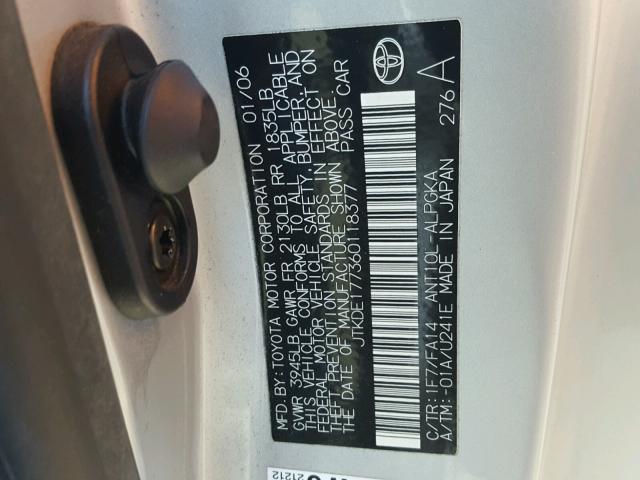 MFD. BY: TOYOTA MOTOR CORPORATION 01/06
GVWR 3945LB GAWR FR 2130LB RR 1835LB
THIS VEHICLE CONFORMS TO ALL APPLICABLE
FEDERAL MOTOR VEHICLE SAFETY, BUMPER, AND
THEFT PREVENTION STANDARDS IN EFFECT ON
THE DATE OF MANUFACTURE SHOWN ABOVE.
JTKDE177360118377 PASS CAR
C/TR: 1F7/FA14 ANT10L-ALPGKA 276 A
A/TM: -01A/U241E MADE IN JAPAN
21212